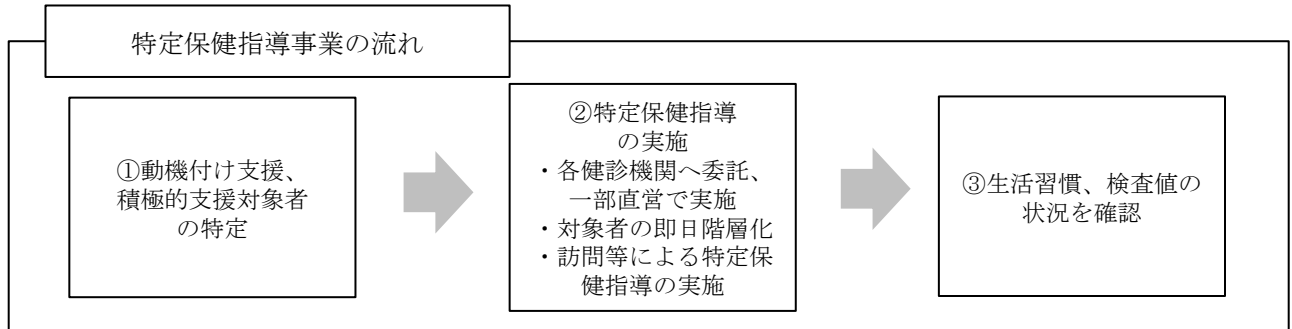 特定保健指導事業の流れ
①動機付け支援、
積極的支援対象者
の特定
②特定保健指導
の実施
・各健診機関へ委託、
一部直営で実施
・対象者の即日階層化
・訪問等による特定保
健指導の実施
③生活習慣、検査値の
状況を確認